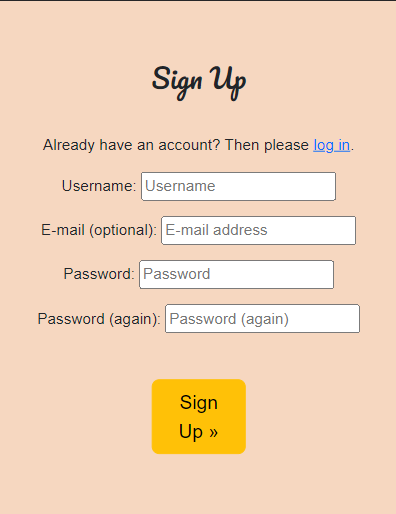 Sign Up
Already have an account? Then please log in.
Username: Username
E-mail (optional): E-mail address
Password: Password
Password (again): Password (again)
Sign
Up »